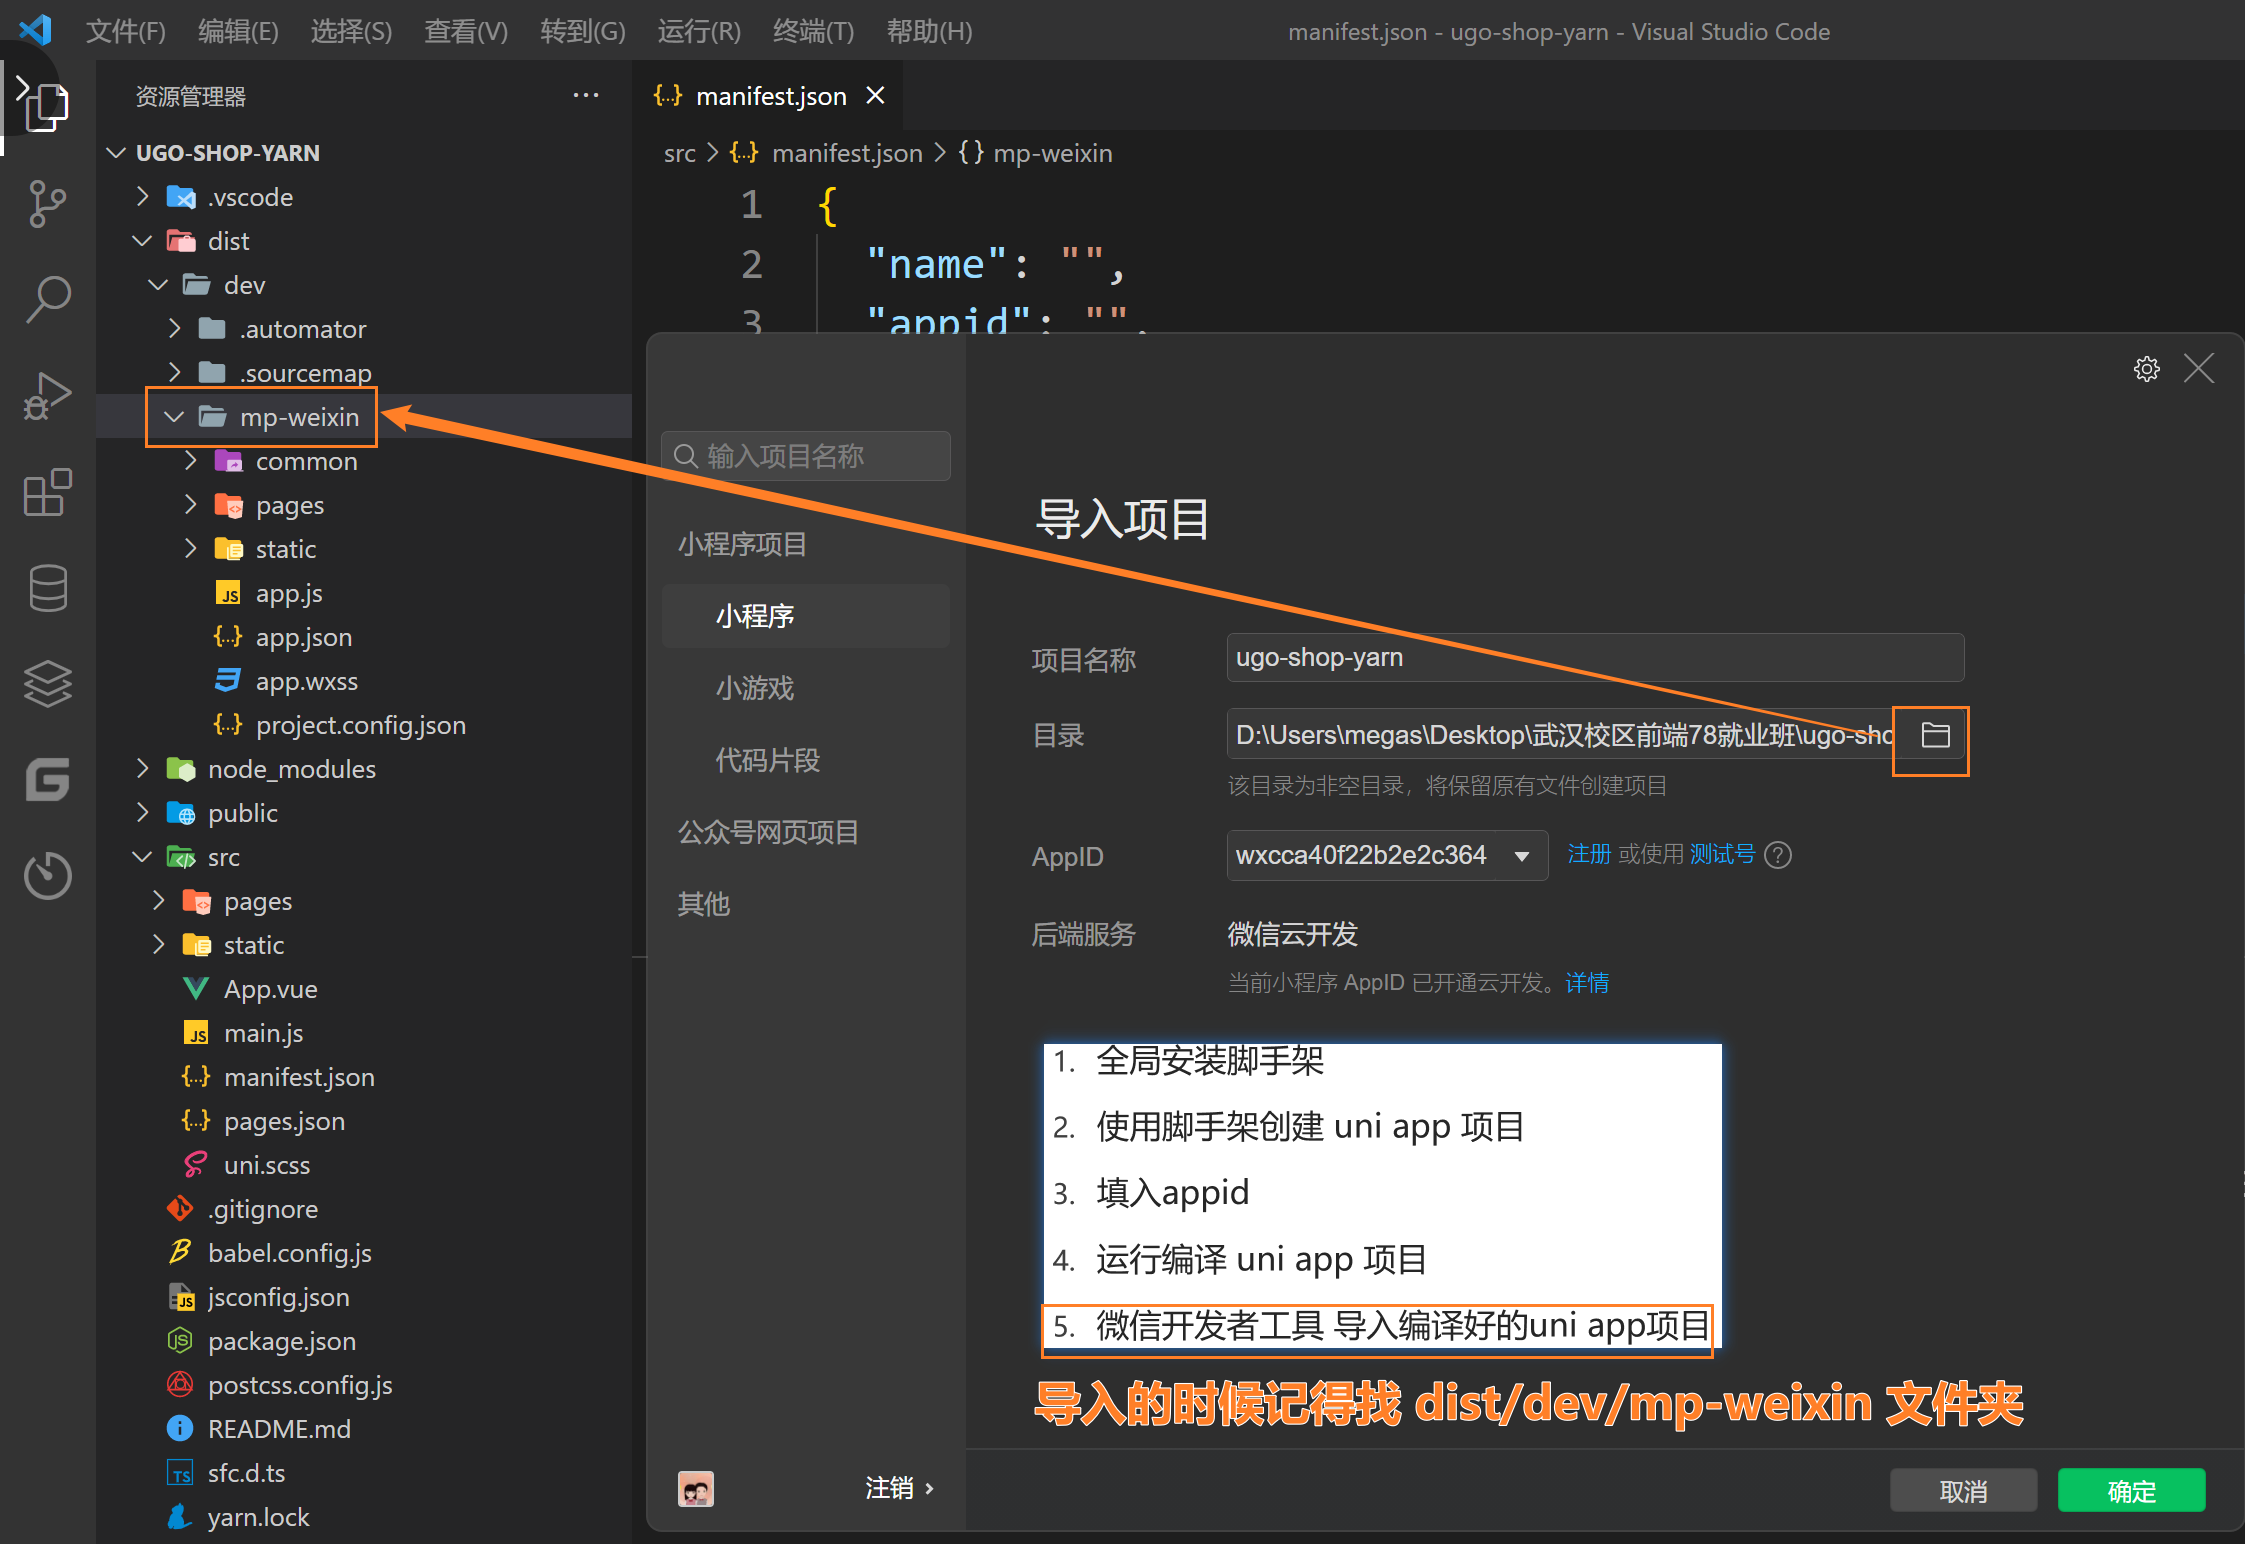 文件(F) 编辑(E) 选择(S) 查看(V) 转到(G) 运行(R) 终端(T) 帮助(H) manifest.json - ugo-shop-yarn - Visual Studio Code
资源管理器 ···
UGO-SHOP-YARN
.vscode
dist
dev
.automator
.sourcemap
mp-weixin
common
pages
static
app.js
app.json
app.wxss
project.config.json
node_modules
public
src
pages
static
App.vue
main.js
manifest.json
pages.json
uni.scss
.gitignore
babel.config.js
jsconfig.json
package.json
postcss.config.js
README.md
sfc.d.ts
yarn.lock
{..} manifest.json ×
src > {..} manifest.json > {} mp-weixin
1 {
2 "name": "",
3 "appid": "",
输入项目名称
小程序项目
小程序
小游戏
代码片段
公众号网页项目
其他
注销 ›
导入项目
项目名称 ugo-shop-yarn
目录 D:\Users\megas\Desktop\武汉校区前端78就业班\ugo-sho
该目录为非空目录，将保留原有文件创建项目
AppID wxcca40f22b2e2c364 注册 或使用 测试号 ?
后端服务 微信云开发
当前小程序 AppID 已开通云开发。详情
1. 全局安装脚手架
2. 使用脚手架创建 uni app 项目
3. 填入appid
4. 运行编译 uni app 项目
5. 微信开发者工具 导入编译好的uni app项目
导入的时候记得找 dist/dev/mp-weixin 文件夹
取消 确定